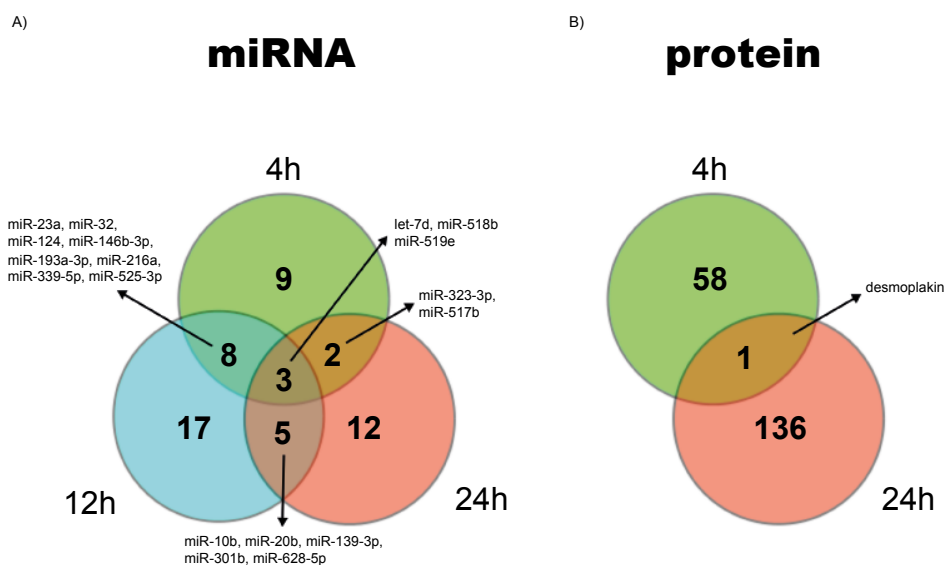 A)
miRNA
4h
miR-23a, miR-32,
miR-124, miR-146b-3p,
miR-193a-3p, miR-216a,
miR-339-5p, miR-525-3p
let-7d, miR-518b
miR-519e
miR-323-3p,
miR-517b
9
8
2
3
17
5
12
12h
24h
miR-10b, miR-20b, miR-139-3p,
miR-301b, miR-628-5p
B)
protein
4h
58
desmoplakin
1
136
24h